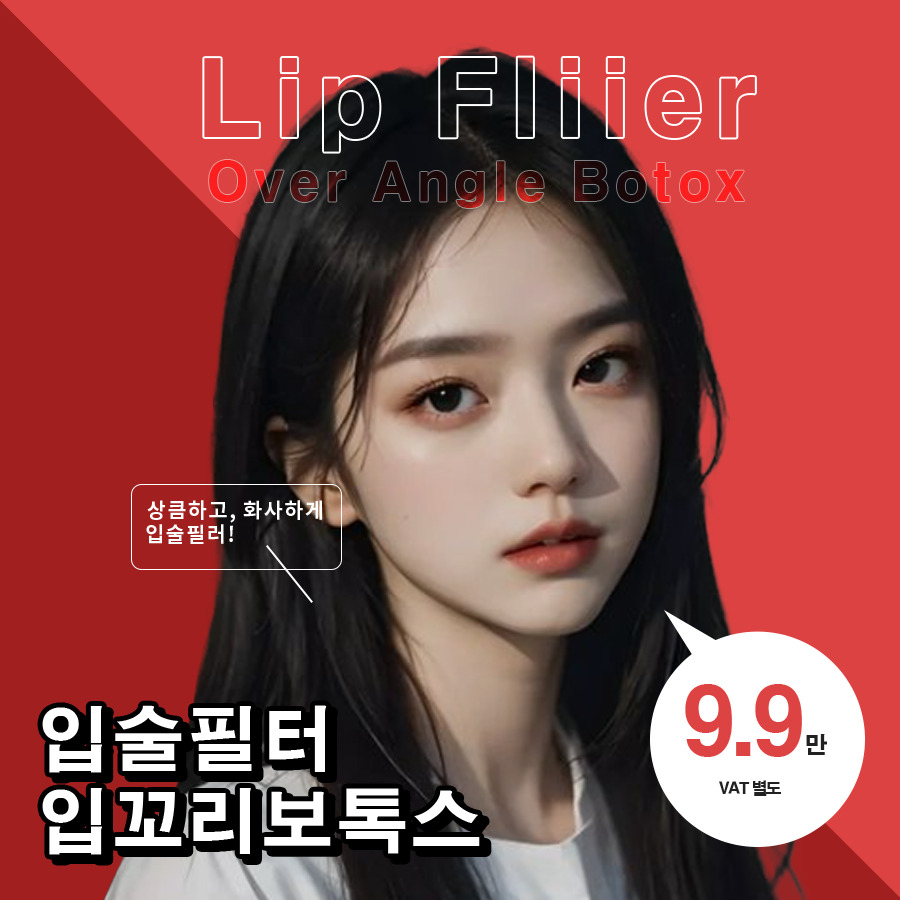 Lip Fliier
Over Angle Botox
상큼하고, 화사하게
입술필러!
입술필터
입꼬리보톡스
9.9만
VAT 별도